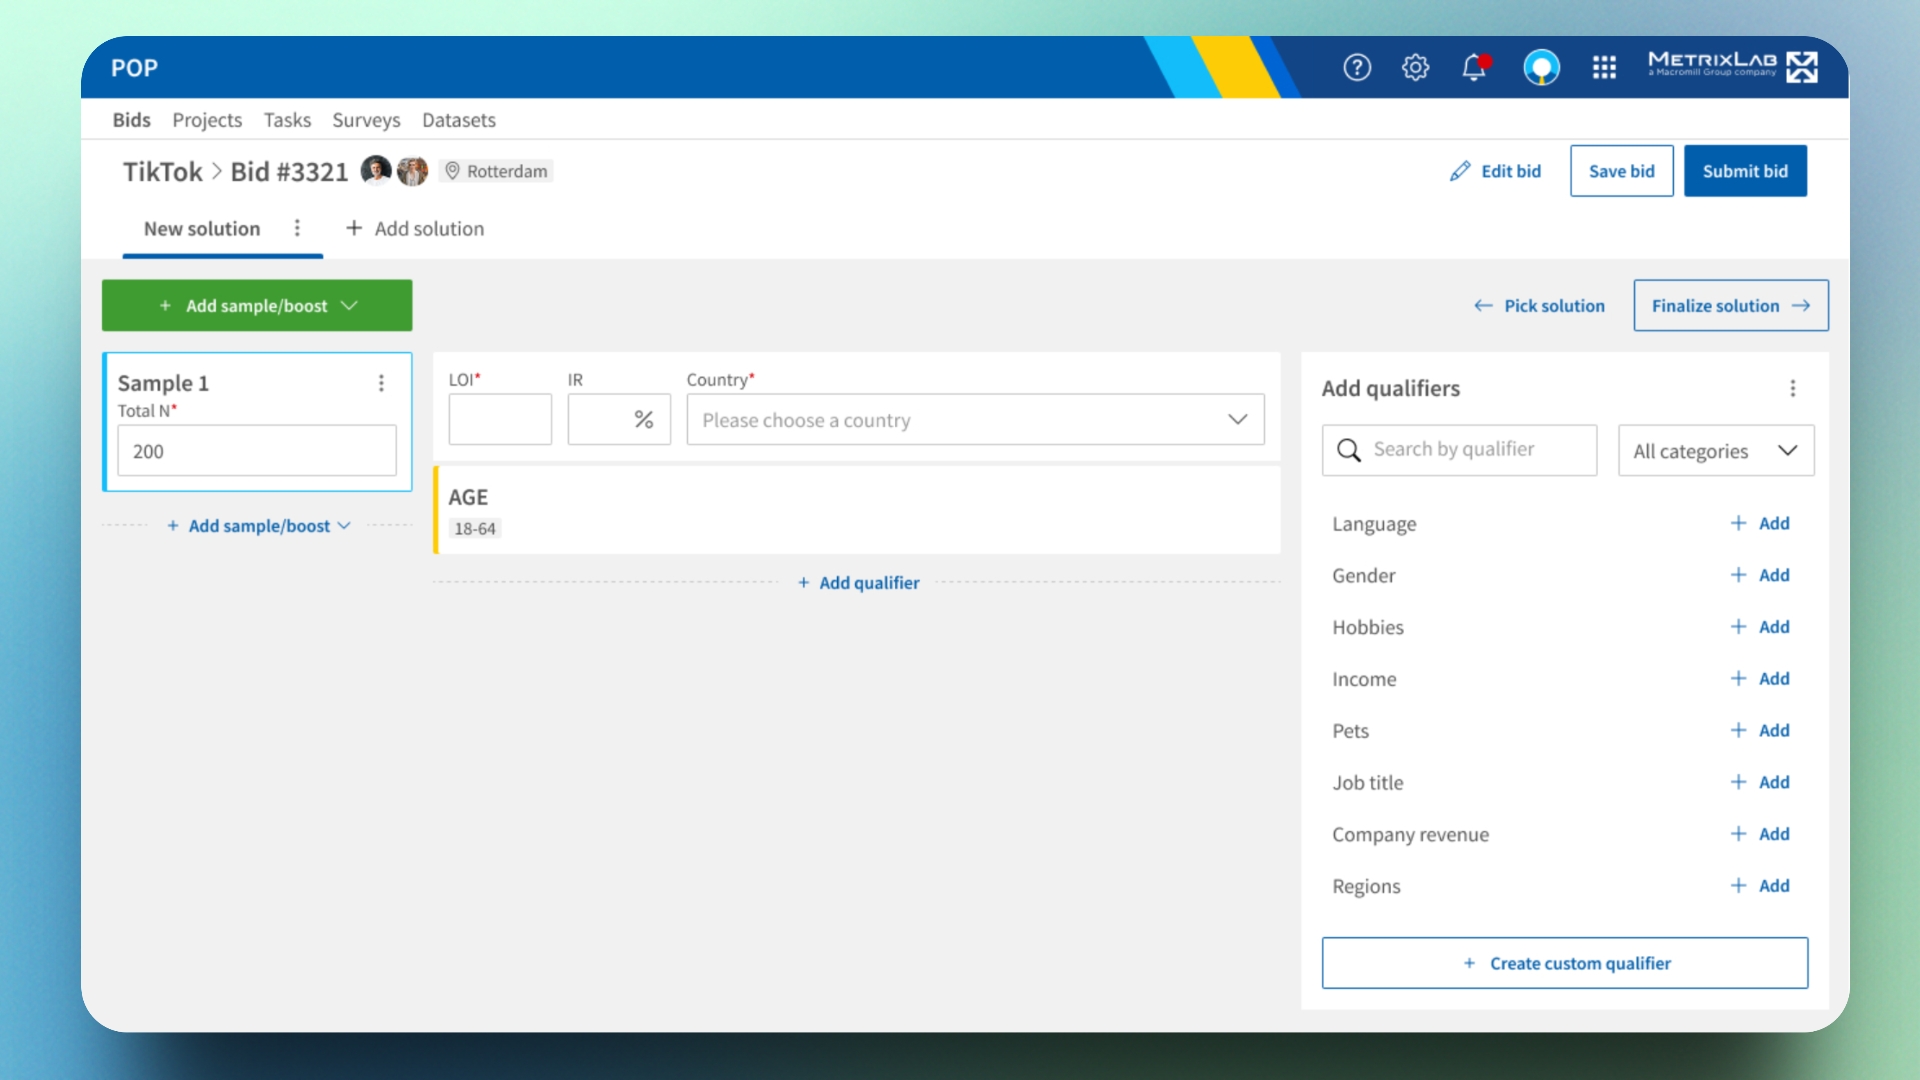 POP
METRIXLAB
a Macromill Group company
Bids Projects Tasks Surveys Datasets
TikTok > Bid #3321 Rotterdam Edit bid Save bid Submit bid
New solution + Add solution
+ Add sample/boost
Pick solution Finalize solution
Sample 1
Total N*
200
+ Add sample/boost
LOI* IR Country*
% Please choose a country
AGE
18-64
+ Add qualifier
Add qualifiers
Search by qualifier All categories
Language + Add
Gender + Add
Hobbies + Add
Income + Add
Pets + Add
Job title + Add
Company revenue + Add
Regions + Add
+ Create custom qualifier